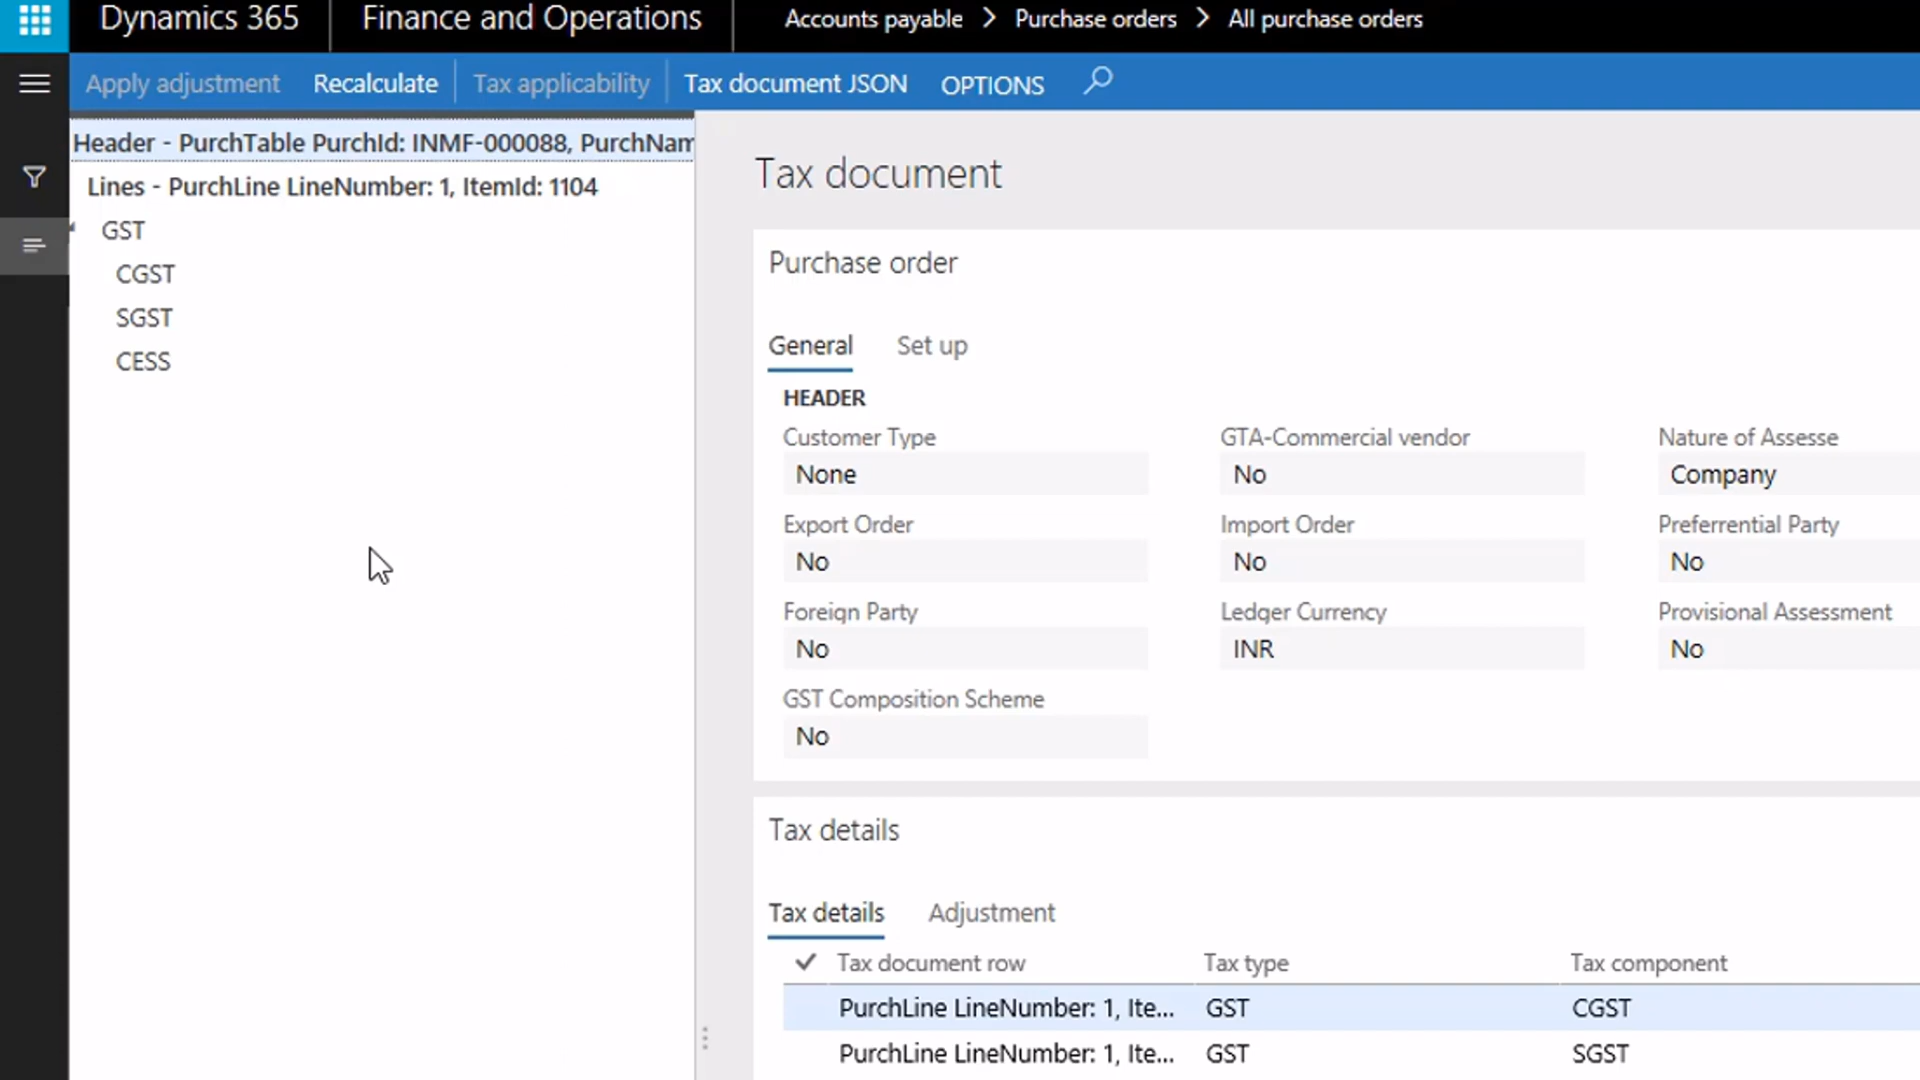 Dynamics 365
Finance and Operations
Accounts payable > Purchase orders > All purchase orders
Apply adjustment Recalculate Tax applicability Tax document JSON OPTIONS
Header - PurchTable PurchId: INMF-000088, PurchNam
Lines - PurchLine LineNumber: 1, ItemId: 1104
GST
CGST
SGST
CESS
Tax document
Purchase order
General Set up
HEADER
Customer Type GTA-Commercial vendor Nature of Assesse
None No Company
Export Order Import Order Preferrential Party
No No No
Foreign Party Ledger Currency Provisional Assessment
No INR No
GST Composition Scheme
No
Tax details
Tax details Adjustment
Tax document row Tax type Tax component
PurchLine LineNumber: 1, Ite... GST CGST
PurchLine LineNumber: 1, Ite... GST SGST